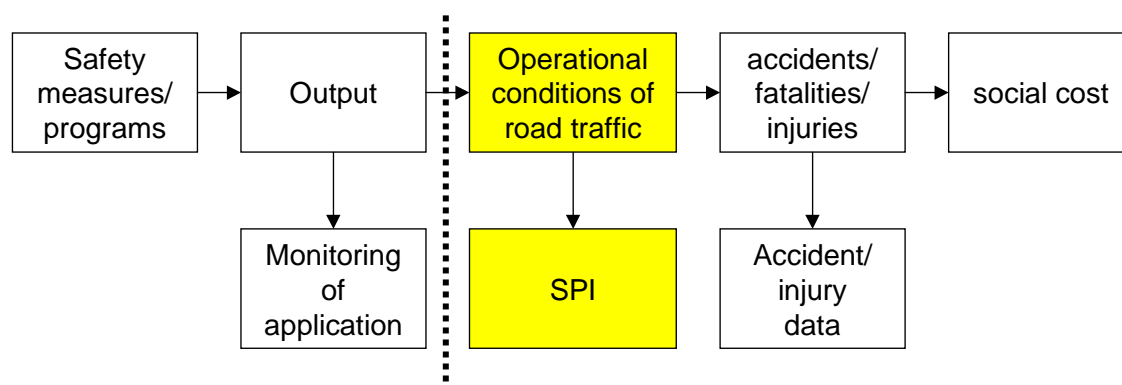 Safety
measures/
programs
Output
Operational
conditions of
road traffic
accidents/
fatalities/
injuries
social cost
Monitoring
of
application
SPI
Accident/
injury
data